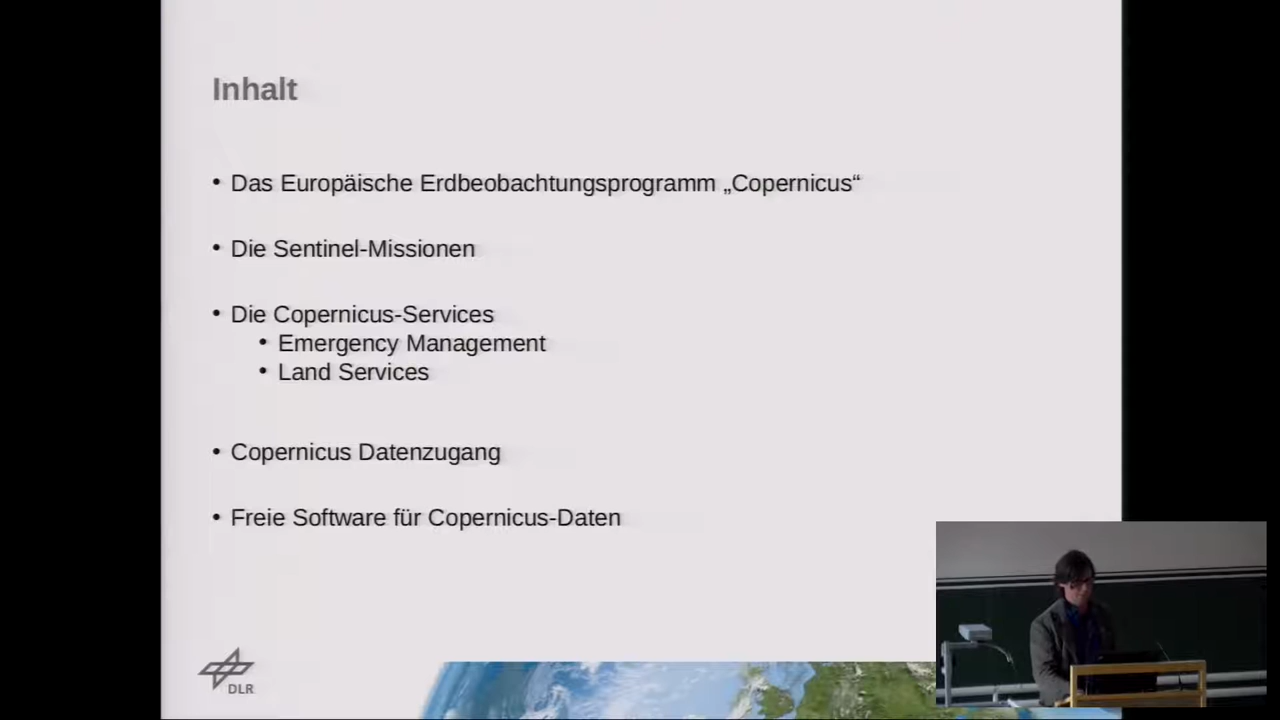 Inhalt
• Das Europäische Erdbeobachtungsprogramm „Copernicus“
• Die Sentinel-Missionen
• Die Copernicus-Services
• Emergency Management
• Land Services
• Copernicus Datenzugang
• Freie Software für Copernicus-Daten
DLR